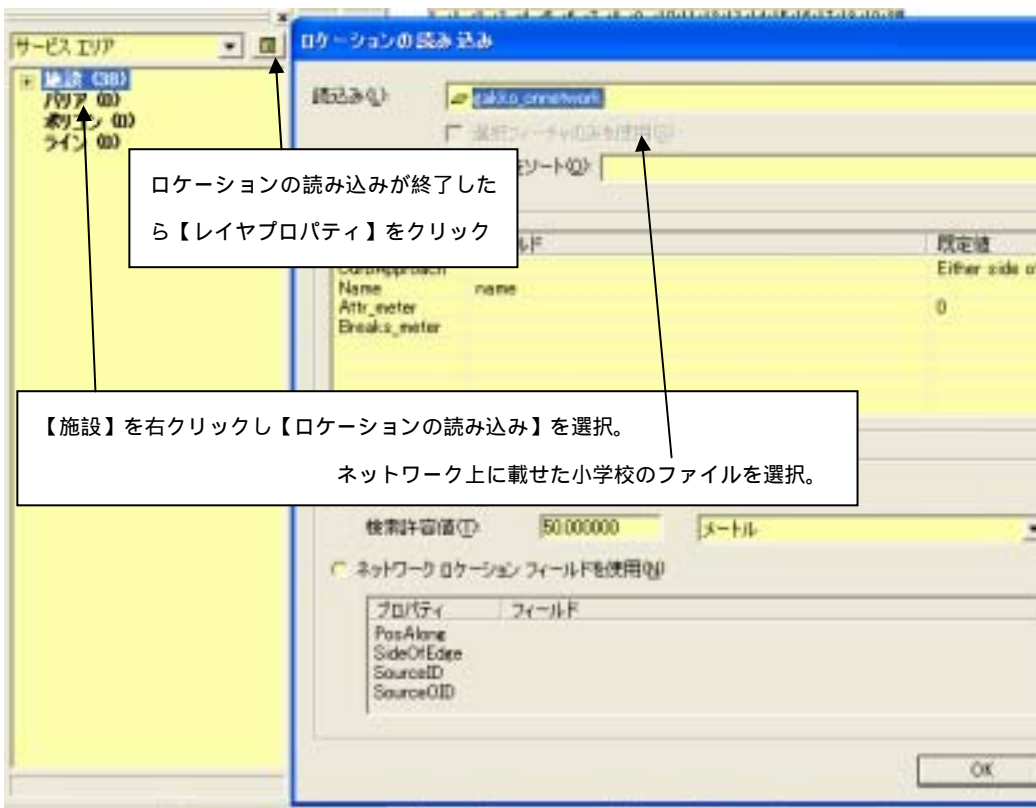 サービス エリア
施設 (38)
バリア (0)
ポリゴン (0)
ライン (0)
ロケーションの読み込み
読込み(L)
gakko_onnetwork
選択フィーチャのみを使用(S)
をソート(O):
ロケーションの読み込みが終了した
ら【レイヤプロパティ】をクリック
ルド 既定値
CurbApproach Either side of
Name name
Attr_meter 0
Breaks_meter
【施設】を右クリックし【ロケーションの読み込み】を選択。
ネットワーク上に載せた小学校のファイルを選択。
検索許容値(T): 50.000000 メートル
ネットワーク ロケーション フィールドを使用(N)
プロパティ フィールド
PosAlong
SideOfEdge
SourceID
SourceOID
OK